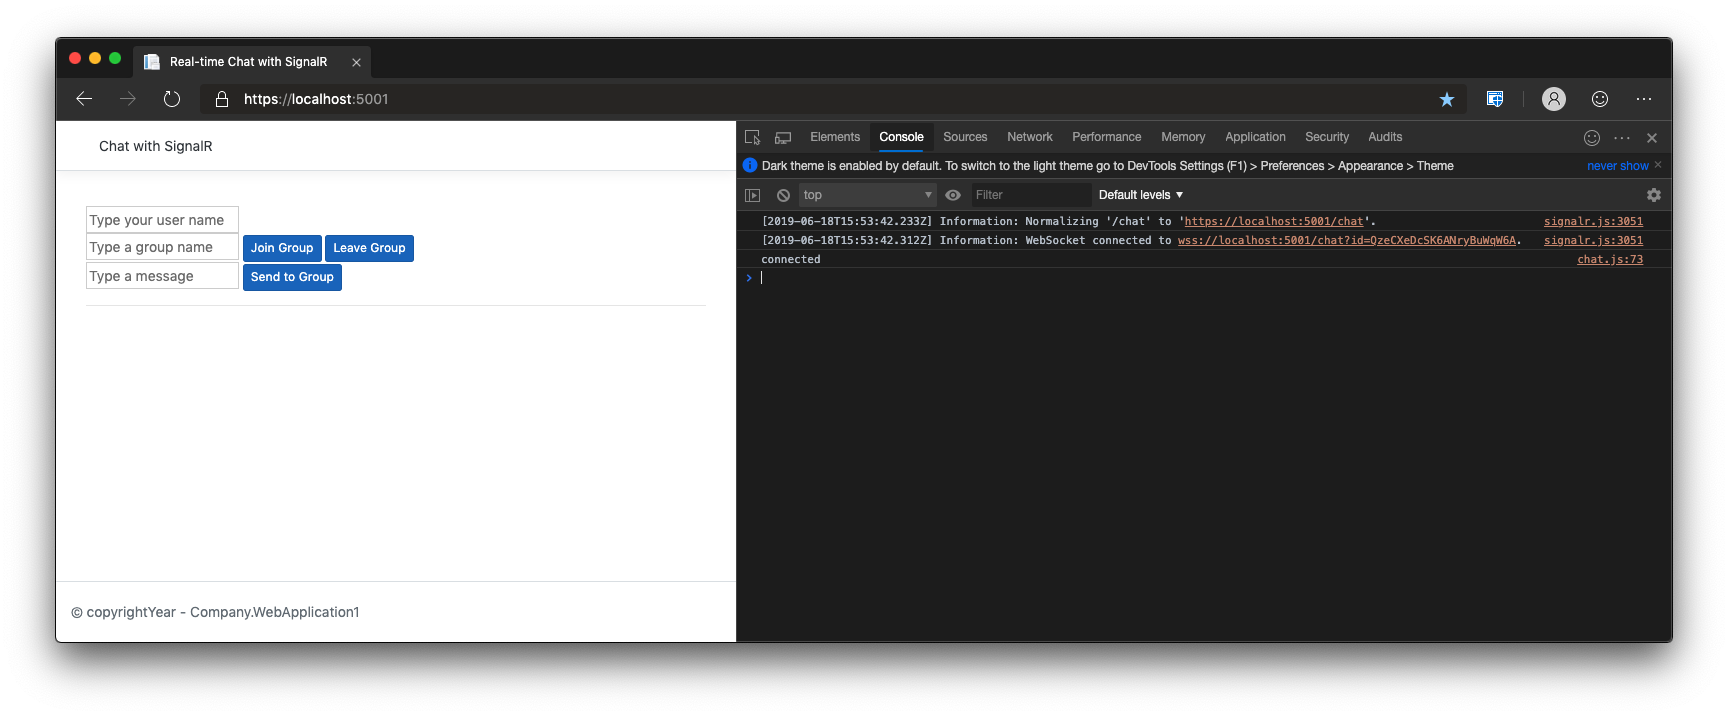 Real-time Chat with SignalR
https://localhost:5001
Chat with SignalR
Type your user name
Type a group name Join Group Leave Group
Type a message Send to Group
© copyrightYear - Company.WebApplication1
Elements Console Sources Network Performance Memory Application Security Audits
Dark theme is enabled by default. To switch to the light theme go to DevTools Settings (F1) > Preferences > Appearance > Theme never show
top Filter Default levels
[2019-06-18T15:53:42.233Z] Information: Normalizing '/chat' to 'https://localhost:5001/chat'. signalr.js:3051
[2019-06-18T15:53:42.312Z] Information: WebSocket connected to wss://localhost:5001/chat?id=QzeCXeDcSK6ANryBuWqW6A. signalr.js:3051
connected chat.js:73